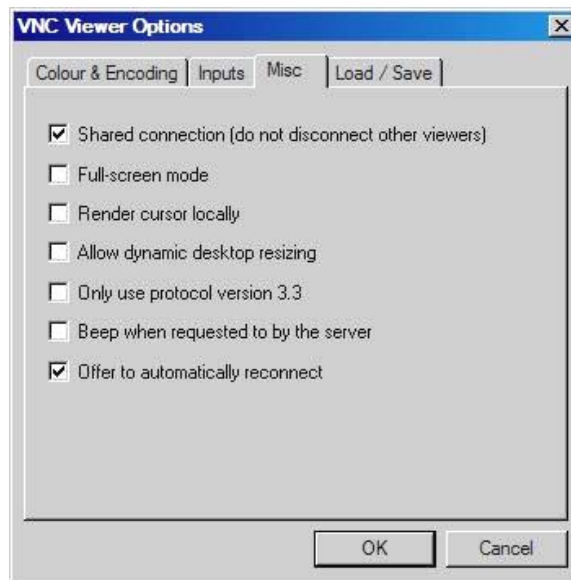 VNC Viewer Options
Colour & Encoding Inputs Misc Load / Save
Shared connection (do not disconnect other viewers)
Full-screen mode
Render cursor locally
Allow dynamic desktop resizing
Only use protocol version 3.3
Beep when requested to by the server
Offer to automatically reconnect
OK Cancel